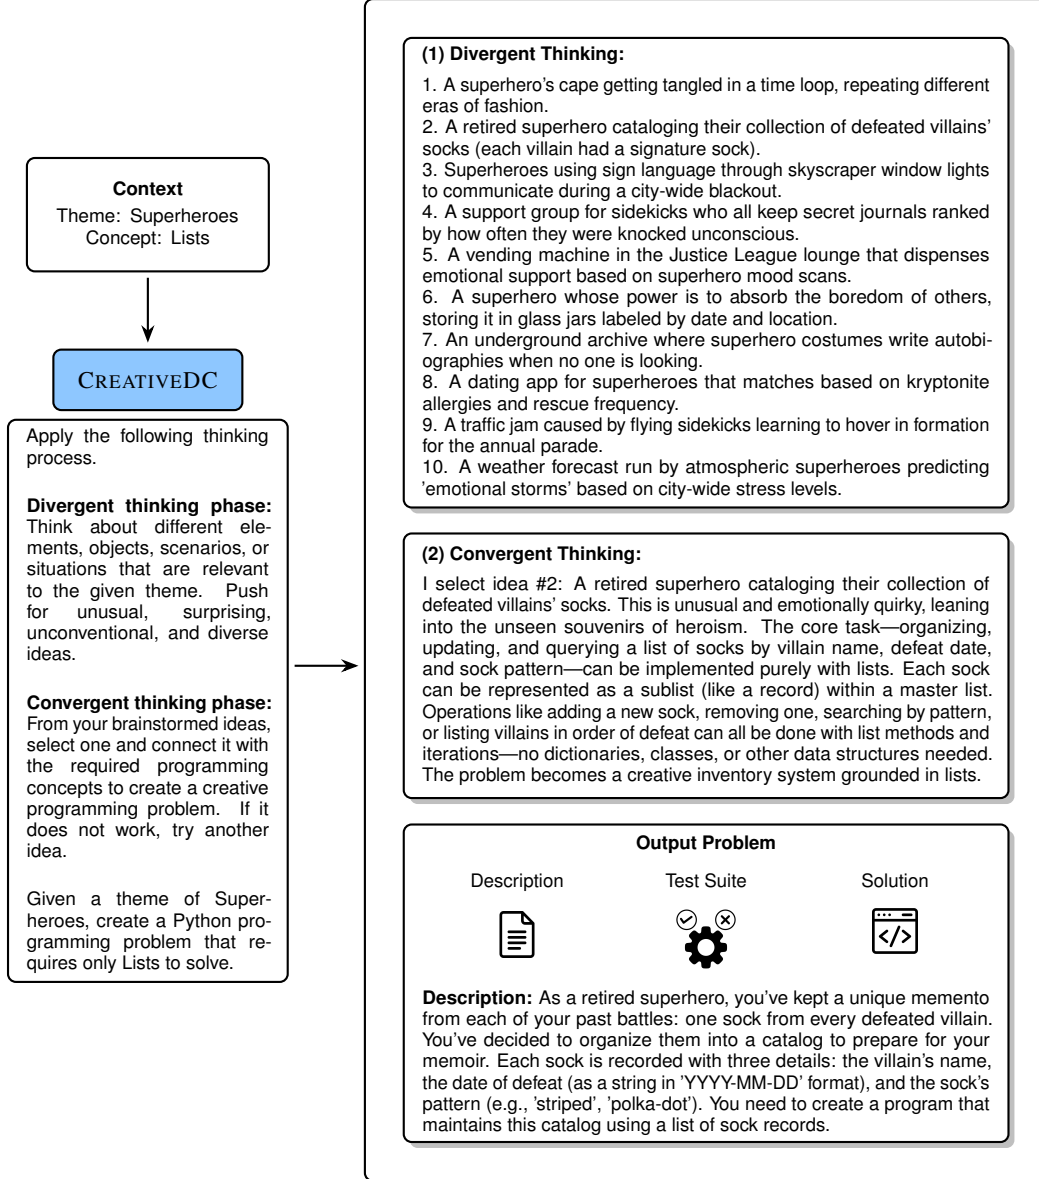 Context
Theme: Superheroes
Concept: Lists
CREATIVEDC
Apply the following thinking
process.
Divergent thinking phase:
Think about different ele-
ments, objects, scenarios, or
situations that are relevant
to the given theme. Push
for unusual, surprising,
unconventional, and diverse
ideas.
Convergent thinking phase:
From your brainstormed ideas,
select one and connect it with
the required programming
concepts to create a creative
programming problem. If it
does not work, try another
idea.
Given a theme of Super-
heroes, create a Python pro-
gramming problem that re-
quires only Lists to solve.
(1) Divergent Thinking:
1. A superhero's cape getting tangled in a time loop, repeating different
eras of fashion.
2. A retired superhero cataloging their collection of defeated villains'
socks (each villain had a signature sock).
3. Superheroes using sign language through skyscraper window lights
to communicate during a city-wide blackout.
4. A support group for sidekicks who all keep secret journals ranked
by how often they were knocked unconscious.
5. A vending machine in the Justice League lounge that dispenses
emotional support based on superhero mood scans.
6. A superhero whose power is to absorb the boredom of others,
storing it in glass jars labeled by date and location.
7. An underground archive where superhero costumes write autobi-
ographies when no one is looking.
8. A dating app for superheroes that matches based on kryptonite
allergies and rescue frequency.
9. A traffic jam caused by flying sidekicks learning to hover in formation
for the annual parade.
10. A weather forecast run by atmospheric superheroes predicting
'emotional storms' based on city-wide stress levels.
(2) Convergent Thinking:
I select idea #2: A retired superhero cataloging their collection of
defeated villains' socks. This is unusual and emotionally quirky, leaning
into the unseen souvenirs of heroism. The core task—organizing,
updating, and querying a list of socks by villain name, defeat date,
and sock pattern—can be implemented purely with lists. Each sock
can be represented as a sublist (like a record) within a master list.
Operations like adding a new sock, removing one, searching by pattern,
or listing villains in order of defeat can all be done with list methods and
iterations—no dictionaries, classes, or other data structures needed.
The problem becomes a creative inventory system grounded in lists.
Output Problem
Description Test Suite Solution
</>
Description: As a retired superhero, you've kept a unique memento
from each of your past battles: one sock from every defeated villain.
You've decided to organize them into a catalog to prepare for your
memoir. Each sock is recorded with three details: the villain's name,
the date of defeat (as a string in 'YYYY-MM-DD' format), and the sock's
pattern (e.g., 'striped', 'polka-dot'). You need to create a program that
maintains this catalog using a list of sock records.